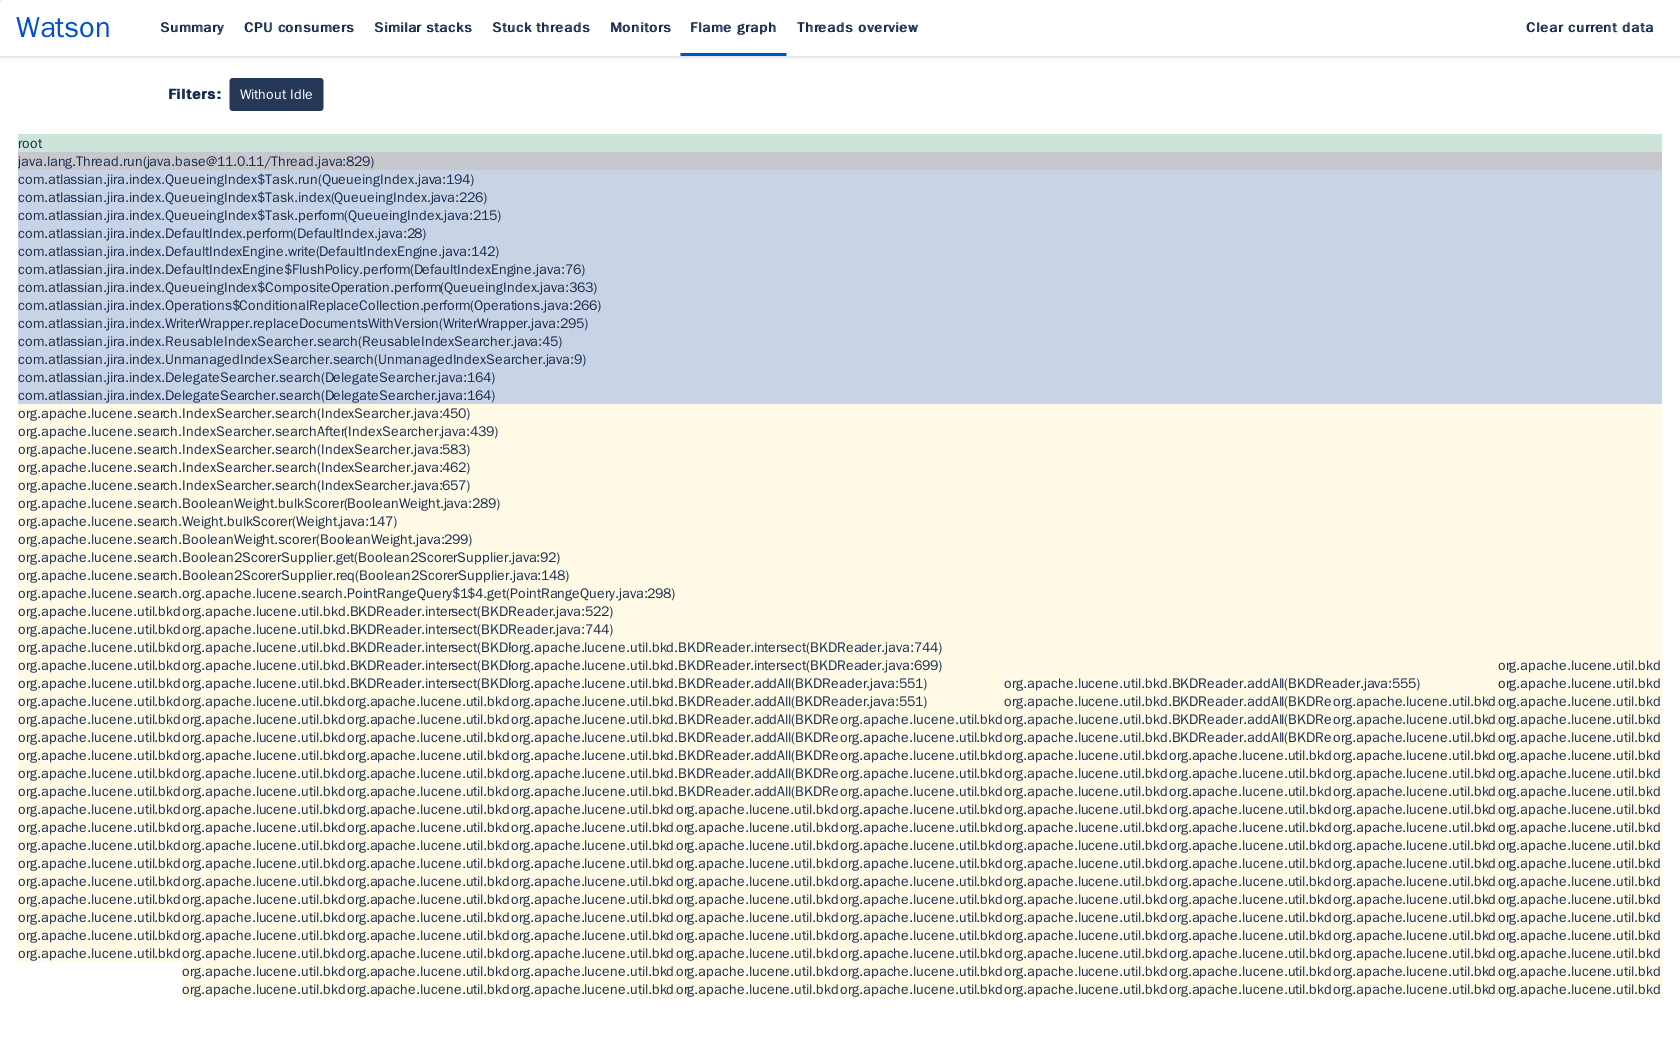 Watson Summary CPU consumers Similar stacks Stuck threads Monitors Flame graph Threads overview Clear current data
Filters: Without Idle
root
java.lang.Thread.run(java.base@11.0.11/Thread.java:829)
com.atlassian.jira.index.QueueingIndex$Task.run(QueueingIndex.java:194)
com.atlassian.jira.index.QueueingIndex$Task.index(QueueingIndex.java:226)
com.atlassian.jira.index.QueueingIndex$Task.perform(QueueingIndex.java:215)
com.atlassian.jira.index.DefaultIndex.perform(DefaultIndex.java:28)
com.atlassian.jira.index.DefaultIndexEngine.write(DefaultIndexEngine.java:142)
com.atlassian.jira.index.DefaultIndexEngine$FlushPolicy.perform(DefaultIndexEngine.java:76)
com.atlassian.jira.index.QueueingIndex$CompositeOperation.perform(QueueingIndex.java:363)
com.atlassian.jira.index.Operations$ConditionalReplaceCollection.perform(Operations.java:266)
com.atlassian.jira.index.WriterWrapper.replaceDocumentsWithVersion(WriterWrapper.java:295)
com.atlassian.jira.index.ReusableIndexSearcher.search(ReusableIndexSearcher.java:45)
com.atlassian.jira.index.UnmanagedIndexSearcher.search(UnmanagedIndexSearcher.java:9)
com.atlassian.jira.index.DelegateSearcher.search(DelegateSearcher.java:164)
com.atlassian.jira.index.DelegateSearcher.search(DelegateSearcher.java:164)
org.apache.lucene.search.IndexSearcher.search(IndexSearcher.java:450)
org.apache.lucene.search.IndexSearcher.searchAfter(IndexSearcher.java:439)
org.apache.lucene.search.IndexSearcher.search(IndexSearcher.java:583)
org.apache.lucene.search.IndexSearcher.search(IndexSearcher.java:462)
org.apache.lucene.search.IndexSearcher.search(IndexSearcher.java:657)
org.apache.lucene.search.BooleanWeight.bulkScorer(BooleanWeight.java:289)
org.apache.lucene.search.Weight.bulkScorer(Weight.java:147)
org.apache.lucene.search.BooleanWeight.scorer(BooleanWeight.java:299)
org.apache.lucene.search.Boolean2ScorerSupplier.get(Boolean2ScorerSupplier.java:92)
org.apache.lucene.search.Boolean2ScorerSupplier.req(Boolean2ScorerSupplier.java:148)
org.apache.lucene.search. org.apache.lucene.search.PointRangeQuery$1$4.get(PointRangeQuery.java:298)
org.apache.lucene.util.bkd org.apache.lucene.util.bkd.BKDReader.intersect(BKDReader.java:522)
org.apache.lucene.util.bkd org.apache.lucene.util.bkd.BKDReader.intersect(BKDReader.java:744)
org.apache.lucene.util.bkd org.apache.lucene.util.bkd.BKDReader.intersect(BKD org.apache.lucene.util.bkd.BKDReader.intersect(BKDReader.java:744)
org.apache.lucene.util.bkd org.apache.lucene.util.bkd.BKDReader.intersect(BKD org.apache.lucene.util.bkd.BKDReader.intersect(BKDReader.java:699) org.apache.lucene.util.bkd
org.apache.lucene.util.bkd org.apache.lucene.util.bkd.BKDReader.intersect(BKD org.apache.lucene.util.bkd.BKDReader.addAll(BKDReader.java:551) org.apache.lucene.util.bkd.BKDReader.addAll(BKDReader.java:555) org.apache.lucene.util.bkd
org.apache.lucene.util.bkd org.apache.lucene.util.bkd org.apache.lucene.util.bkd org.apache.lucene.util.bkd.BKDReader.addAll(BKDReader.java:551) org.apache.lucene.util.bkd.BKDReader.addAll(BKDRe org.apache.lucene.util.bkd org.apache.lucene.util.bkd
org.apache.lucene.util.bkd org.apache.lucene.util.bkd org.apache.lucene.util.bkd org.apache.lucene.util.bkd.BKDReader.addAll(BKDRe org.apache.lucene.util.bkd org.apache.lucene.util.bkd.BKDReader.addAll(BKDRe org.apache.lucene.util.bkd org.apache.lucene.util.bkd
org.apache.lucene.util.bkd org.apache.lucene.util.bkd org.apache.lucene.util.bkd org.apache.lucene.util.bkd.BKDReader.addAll(BKDRe org.apache.lucene.util.bkd org.apache.lucene.util.bkd.BKDReader.addAll(BKDRe org.apache.lucene.util.bkd org.apache.lucene.util.bkd
org.apache.lucene.util.bkd org.apache.lucene.util.bkd org.apache.lucene.util.bkd org.apache.lucene.util.bkd.BKDReader.addAll(BKDRe org.apache.lucene.util.bkd org.apache.lucene.util.bkd org.apache.lucene.util.bkd org.apache.lucene.util.bkd org.apache.lucene.util.bkd
org.apache.lucene.util.bkd org.apache.lucene.util.bkd org.apache.lucene.util.bkd org.apache.lucene.util.bkd.BKDReader.addAll(BKDRe org.apache.lucene.util.bkd org.apache.lucene.util.bkd org.apache.lucene.util.bkd org.apache.lucene.util.bkd org.apache.lucene.util.bkd
org.apache.lucene.util.bkd org.apache.lucene.util.bkd org.apache.lucene.util.bkd org.apache.lucene.util.bkd.BKDReader.addAll(BKDRe org.apache.lucene.util.bkd org.apache.lucene.util.bkd org.apache.lucene.util.bkd org.apache.lucene.util.bkd org.apache.lucene.util.bkd
org.apache.lucene.util.bkd org.apache.lucene.util.bkd org.apache.lucene.util.bkd org.apache.lucene.util.bkd org.apache.lucene.util.bkd org.apache.lucene.util.bkd org.apache.lucene.util.bkd org.apache.lucene.util.bkd org.apache.lucene.util.bkd org.apache.lucene.util.bkd
org.apache.lucene.util.bkd org.apache.lucene.util.bkd org.apache.lucene.util.bkd org.apache.lucene.util.bkd org.apache.lucene.util.bkd org.apache.lucene.util.bkd org.apache.lucene.util.bkd org.apache.lucene.util.bkd org.apache.lucene.util.bkd org.apache.lucene.util.bkd
org.apache.lucene.util.bkd org.apache.lucene.util.bkd org.apache.lucene.util.bkd org.apache.lucene.util.bkd org.apache.lucene.util.bkd org.apache.lucene.util.bkd org.apache.lucene.util.bkd org.apache.lucene.util.bkd org.apache.lucene.util.bkd org.apache.lucene.util.bkd
org.apache.lucene.util.bkd org.apache.lucene.util.bkd org.apache.lucene.util.bkd org.apache.lucene.util.bkd org.apache.lucene.util.bkd org.apache.lucene.util.bkd org.apache.lucene.util.bkd org.apache.lucene.util.bkd org.apache.lucene.util.bkd org.apache.lucene.util.bkd
org.apache.lucene.util.bkd org.apache.lucene.util.bkd org.apache.lucene.util.bkd org.apache.lucene.util.bkd org.apache.lucene.util.bkd org.apache.lucene.util.bkd org.apache.lucene.util.bkd org.apache.lucene.util.bkd org.apache.lucene.util.bkd org.apache.lucene.util.bkd
org.apache.lucene.util.bkd org.apache.lucene.util.bkd org.apache.lucene.util.bkd org.apache.lucene.util.bkd org.apache.lucene.util.bkd org.apache.lucene.util.bkd org.apache.lucene.util.bkd org.apache.lucene.util.bkd org.apache.lucene.util.bkd org.apache.lucene.util.bkd
org.apache.lucene.util.bkd org.apache.lucene.util.bkd org.apache.lucene.util.bkd org.apache.lucene.util.bkd org.apache.lucene.util.bkd org.apache.lucene.util.bkd org.apache.lucene.util.bkd org.apache.lucene.util.bkd org.apache.lucene.util.bkd org.apache.lucene.util.bkd
org.apache.lucene.util.bkd org.apache.lucene.util.bkd org.apache.lucene.util.bkd org.apache.lucene.util.bkd org.apache.lucene.util.bkd org.apache.lucene.util.bkd org.apache.lucene.util.bkd org.apache.lucene.util.bkd org.apache.lucene.util.bkd org.apache.lucene.util.bkd
org.apache.lucene.util.bkd org.apache.lucene.util.bkd org.apache.lucene.util.bkd org.apache.lucene.util.bkd org.apache.lucene.util.bkd org.apache.lucene.util.bkd org.apache.lucene.util.bkd org.apache.lucene.util.bkd org.apache.lucene.util.bkd org.apache.lucene.util.bkd
org.apache.lucene.util.bkd org.apache.lucene.util.bkd org.apache.lucene.util.bkd org.apache.lucene.util.bkd org.apache.lucene.util.bkd org.apache.lucene.util.bkd org.apache.lucene.util.bkd org.apache.lucene.util.bkd org.apache.lucene.util.bkd
org.apache.lucene.util.bkd org.apache.lucene.util.bkd org.apache.lucene.util.bkd org.apache.lucene.util.bkd org.apache.lucene.util.bkd org.apache.lucene.util.bkd org.apache.lucene.util.bkd org.apache.lucene.util.bkd org.apache.lucene.util.bkd